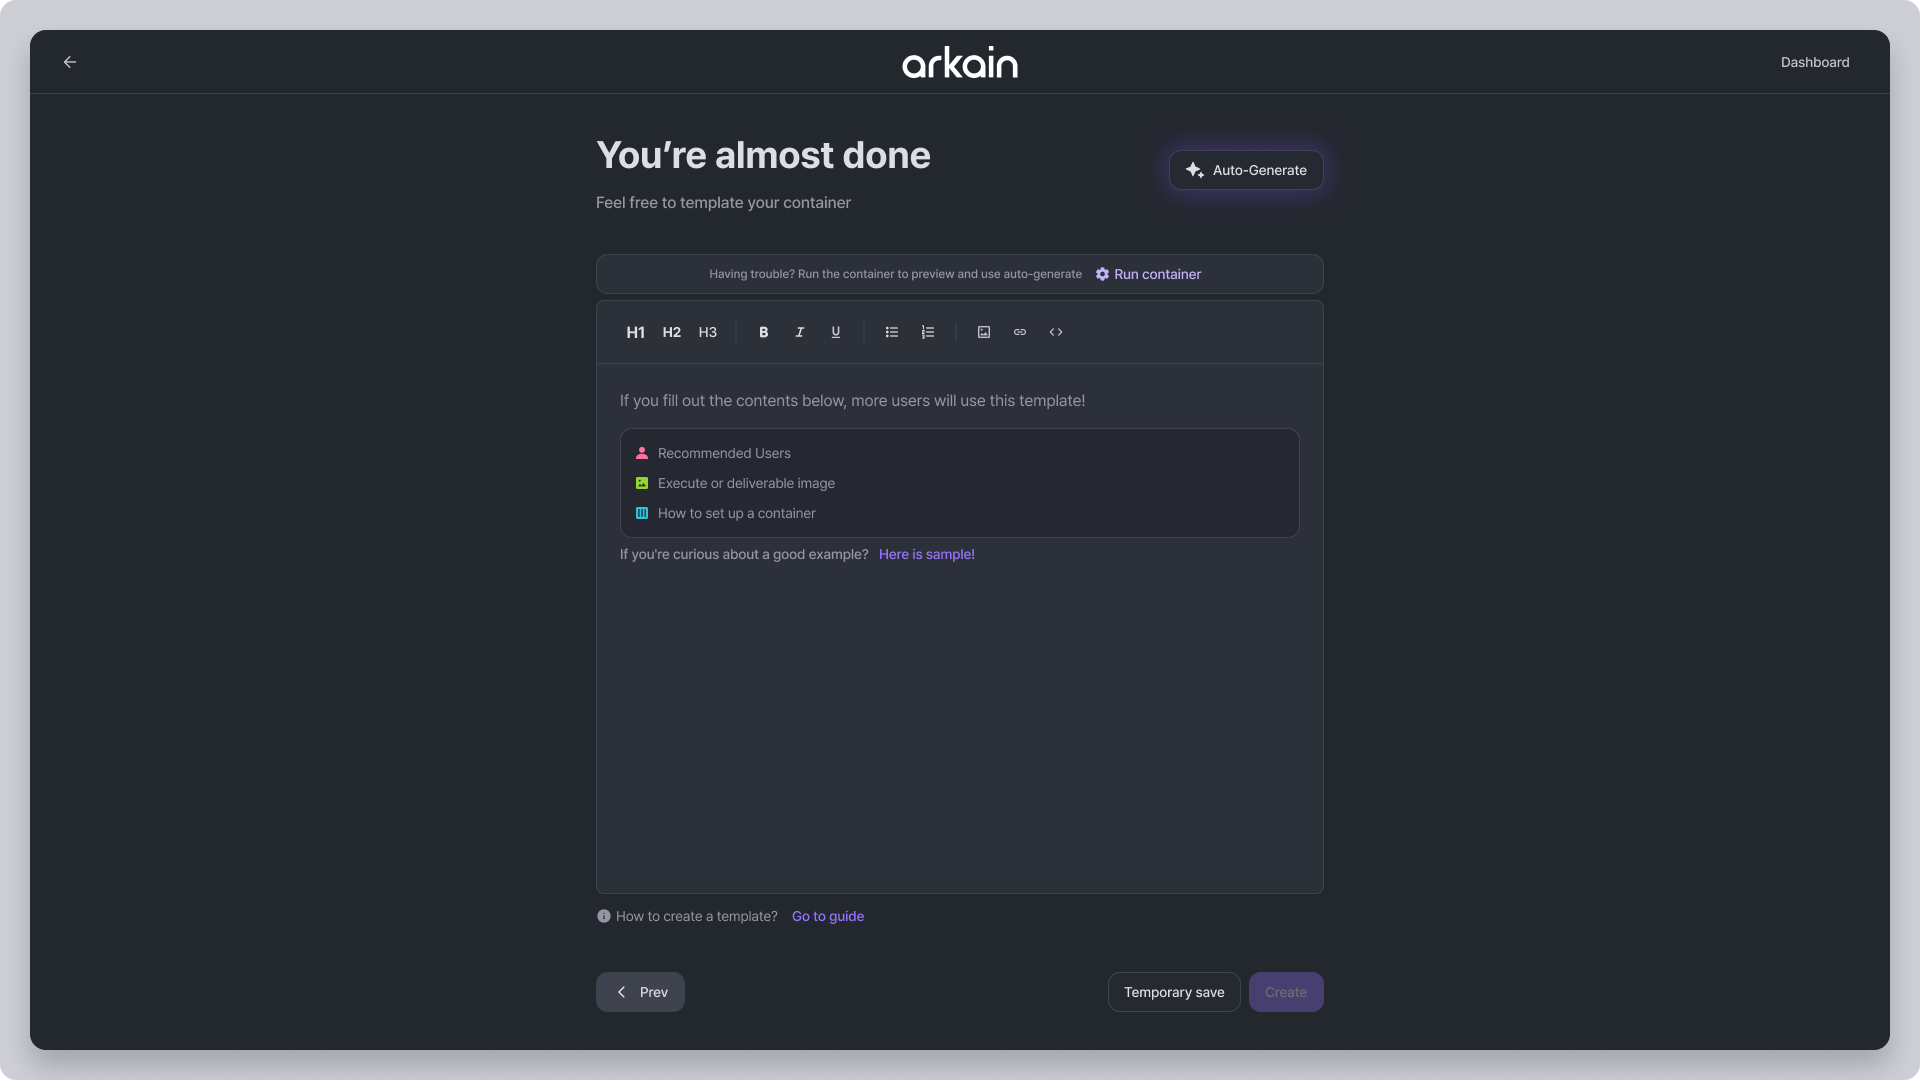 arkain
Dashboard
You’re almost done
Auto-Generate
Feel free to template your container
Having trouble? Run the container to preview and use auto-generate Run container
H1 H2 H3 B I U
If you fill out the contents below, more users will use this template!
Recommended Users
Execute or deliverable image
How to set up a container
If you're curious about a good example? Here is sample!
How to create a template? Go to guide
Prev
Temporary save
Create